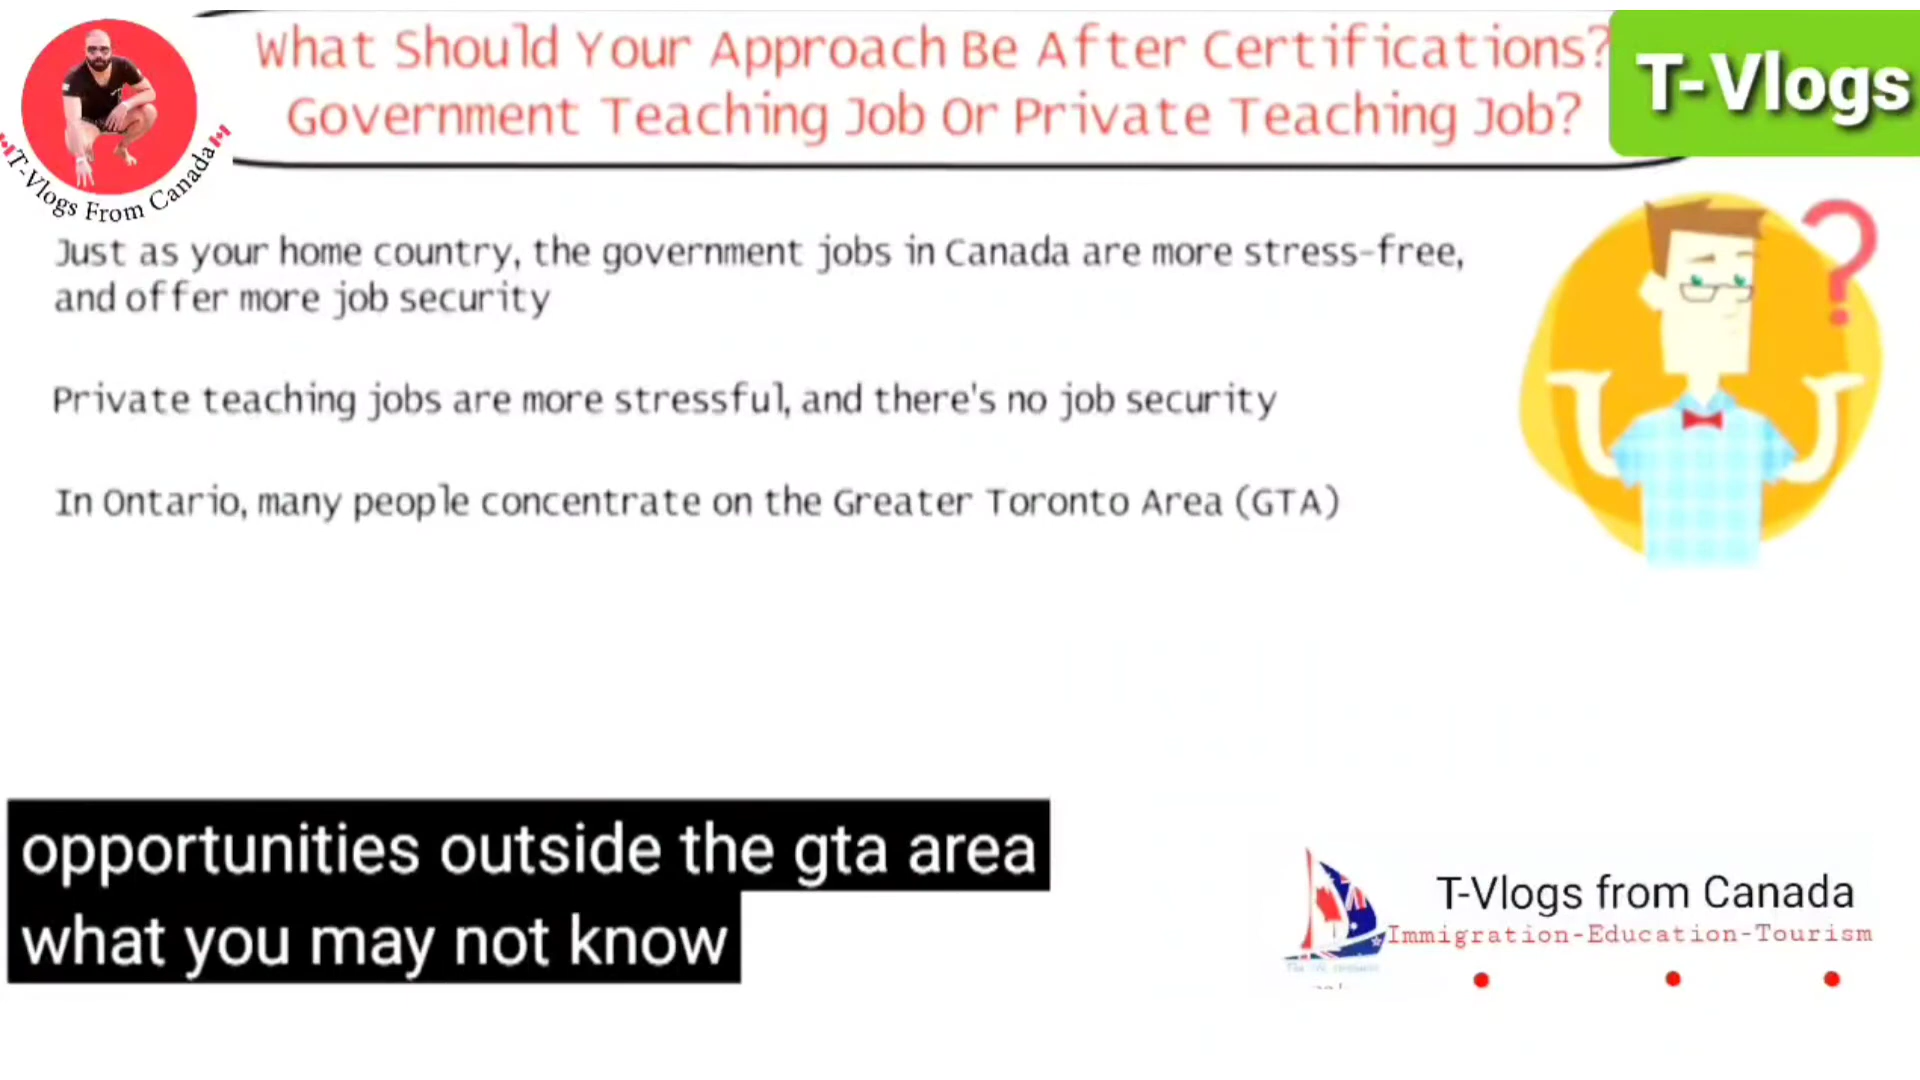 What Should Your Approach Be After Certifications?
Government Teaching Job Or Private Teaching Job?
T-Vlogs
T-Vlogs From Canada
Just as your home country, the government jobs in Canada are more stress-free,
and offer more job security
Private teaching jobs are more stressful, and there's no job security
In Ontario, many people concentrate on the Greater Toronto Area (GTA)
opportunities outside the gta area
what you may not know
T-Vlogs from Canada
Immigration-Education-Tourism